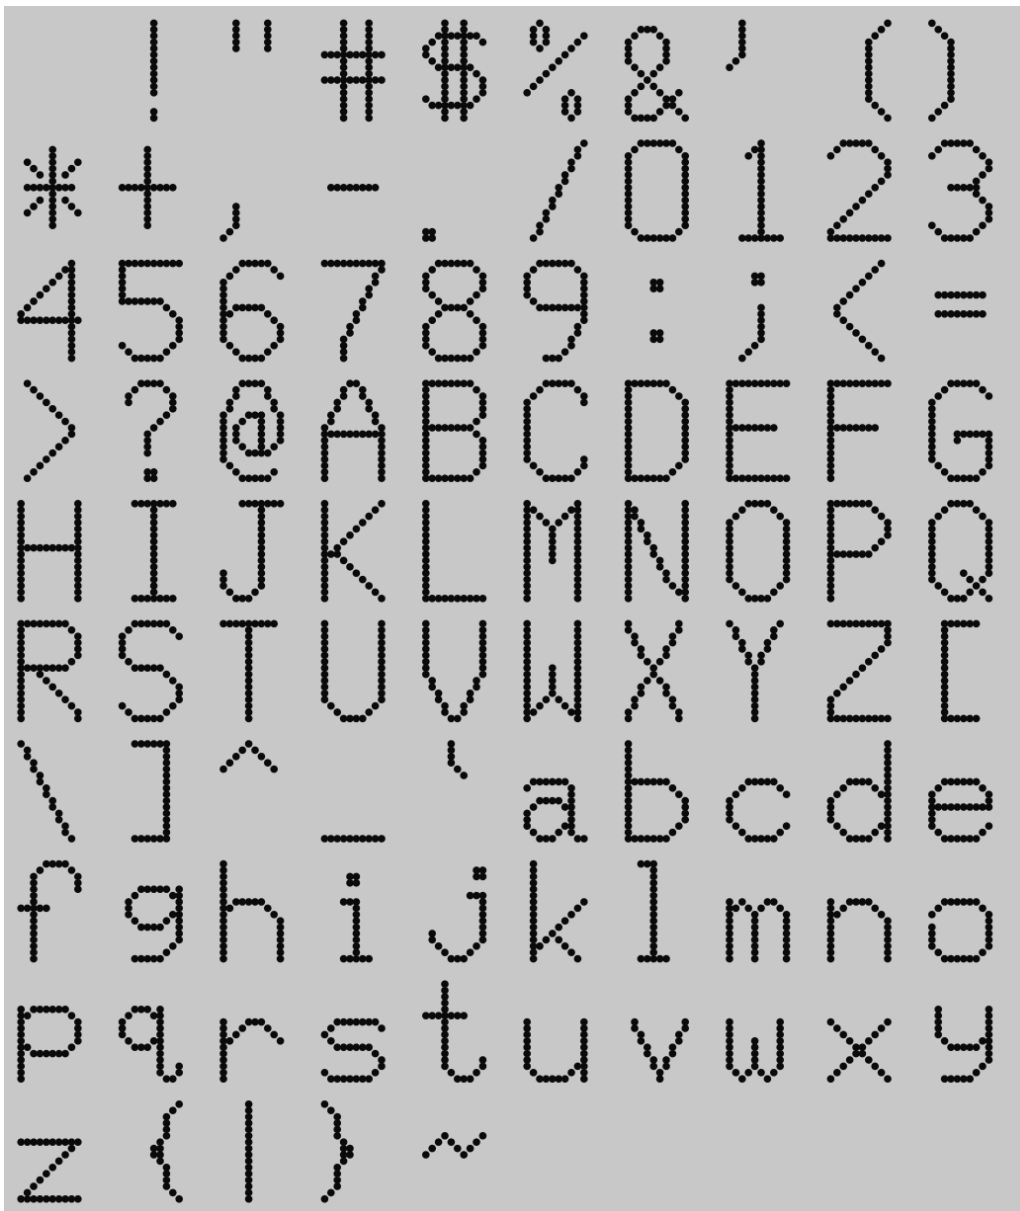 ! " # $ % & ' ( )
* + , - . / 0 1 2 3
4 5 6 7 8 9 : ; < =
> ? @ A B C D E F G
H I J K L M N O P Q
R S T U V W X Y Z [
\ ] ^ _ ` a b c d e
f g h i j k l m n o
p q r s t u v w x y
z { | } ~